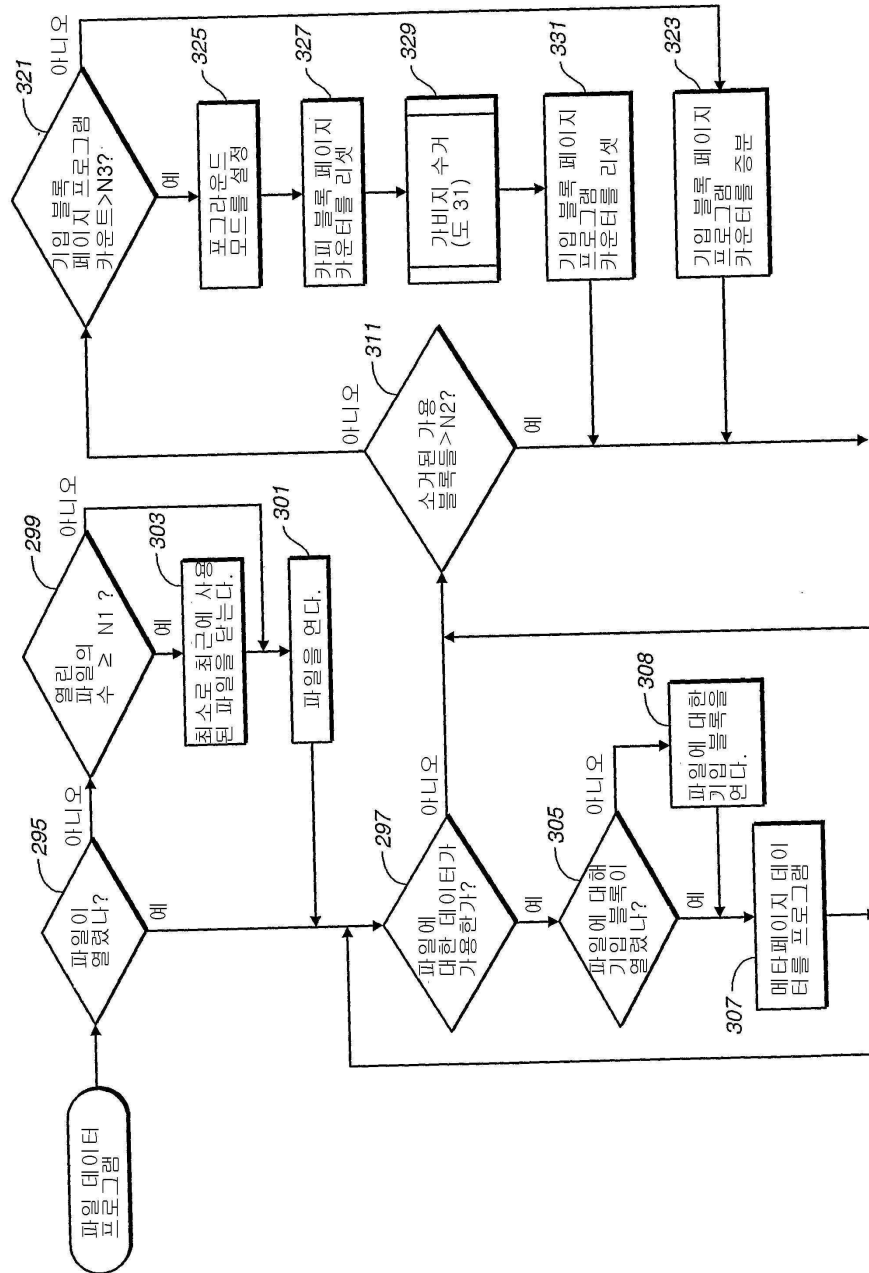 파일 데이터
프로그램
295
파일이
열렸나?
아니오
예
299
열린
파일의
수 ≥ N1 ?
아니오
예
303
최소로 최근에 사용
된 파일을 닫는다.
301
파일을 연다.
297
파일에
대한 데이터가
가용한가?
아니오
예
305
파일에 대해
기입 블록이
열렸나?
아니오
예
308
파일에 대한
기입 블록을
연다.
307
메타페이지 데이
터를 프로그램
311
소거된 가용
블록들>N2?
아니오
예
321
기입 블록
페이지 프로그램
카운트>N3?
아니오
예
325
포그라운드
모드를 설정
327
카피 블록 페이지
카운터를 리셋
329
가비지 수거
(도 31)
331
기입 블록 페이지
프로그램
카운터를 리셋
323
기입 블록 페이지
프로그램
카운터를 증분